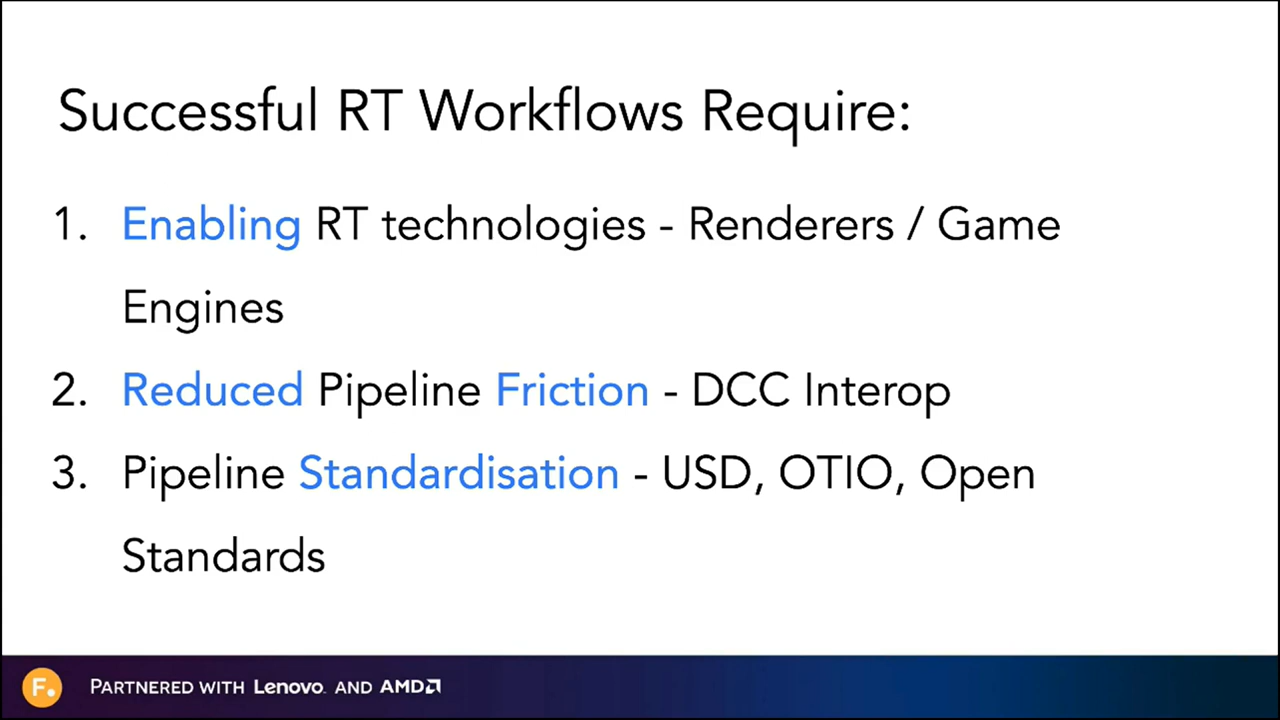 Successful RT Workflows Require:
1. Enabling RT technologies - Renderers / Game
Engines
2. Reduced Pipeline Friction - DCC Interop
3. Pipeline Standardisation - USD, OTIO, Open
Standards
F. PARTNERED WITH Lenovo. AND AMD